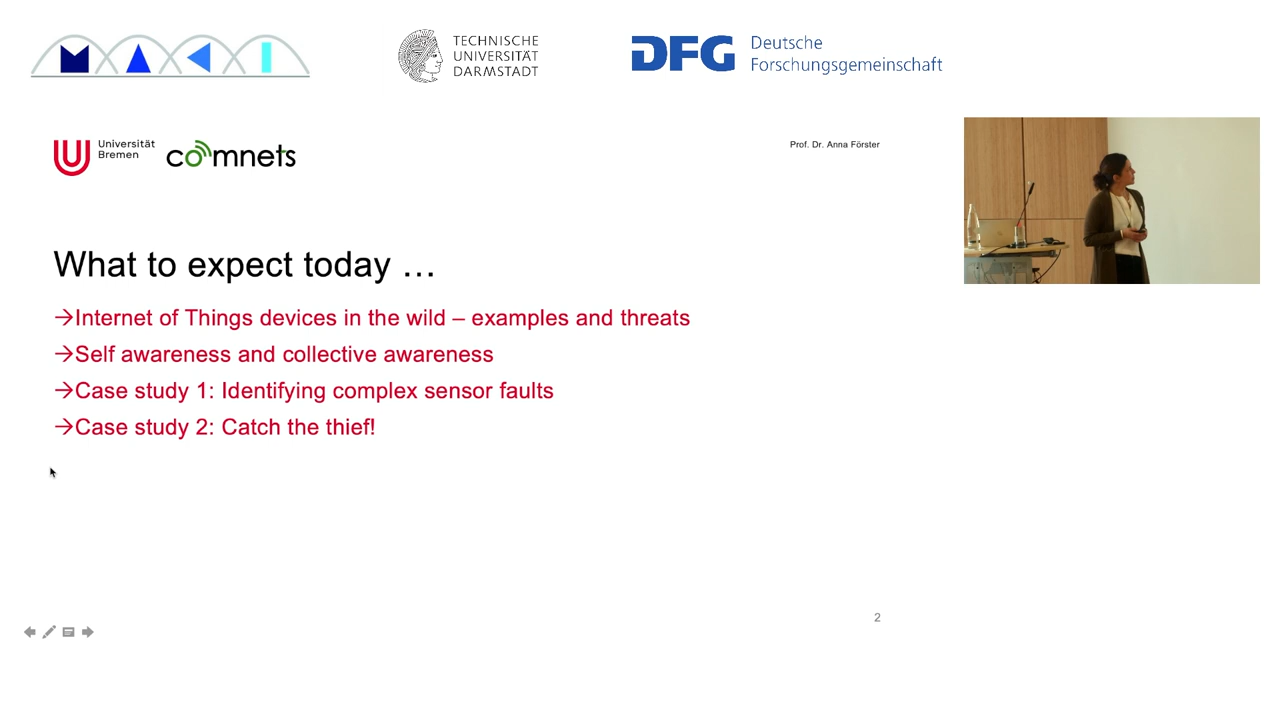 MAKI
TECHNISCHE
UNIVERSITÄT
DARMSTADT
DFG
Deutsche
Forschungsgemeinschaft
Universität
Bremen
comnets
Prof. Dr. Anna Förster
What to expect today …
→Internet of Things devices in the wild – examples and threats
→Self awareness and collective awareness
→Case study 1: Identifying complex sensor faults
→Case study 2: Catch the thief!
2